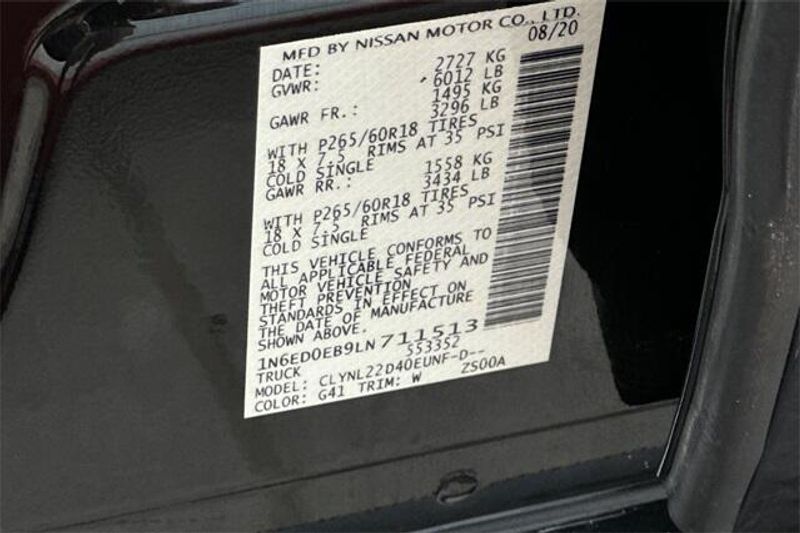 MFD BY NISSAN MOTOR CO., LTD.
DATE: 08/20
GVWR: 2727 KG
6012 LB
GAWR FR.: 1495 KG
3296 LB
WITH P265/60R18 TIRES
18 X 7.5 RIMS AT 35 PSI
COLD SINGLE
GAWR RR.: 1558 KG
3434 LB
WITH P265/60R18 TIRES
18 X 7.5 RIMS AT 35 PSI
COLD SINGLE
THIS VEHICLE CONFORMS TO
ALL APPLICABLE FEDERAL
MOTOR VEHICLE SAFETY AND
THEFT PREVENTION
STANDARDS IN EFFECT ON
THE DATE OF MANUFACTURE
SHOWN ABOVE.
1N6ED0EB9LN711513
TRUCK 553352
MODEL: CLYNL22D40EUNF-D--
COLOR: G41 TRIM: W ZS00A